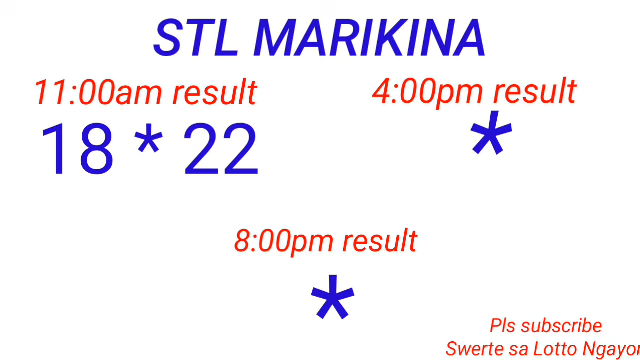 STL MARIKINA
11:00am result
18 * 22
4:00pm result
*
8:00pm result
*
Pls subscribe
Swerte sa Lotto Ngayon